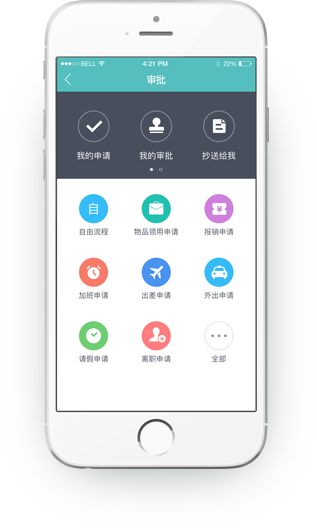 ●●●○○ BELL 4:21 PM 22%
审批
我的申请 我的审批 抄送给我
自
自由流程 物品领用申请 报销申请
加班申请 出差申请 外出申请
请假申请 离职申请 全部